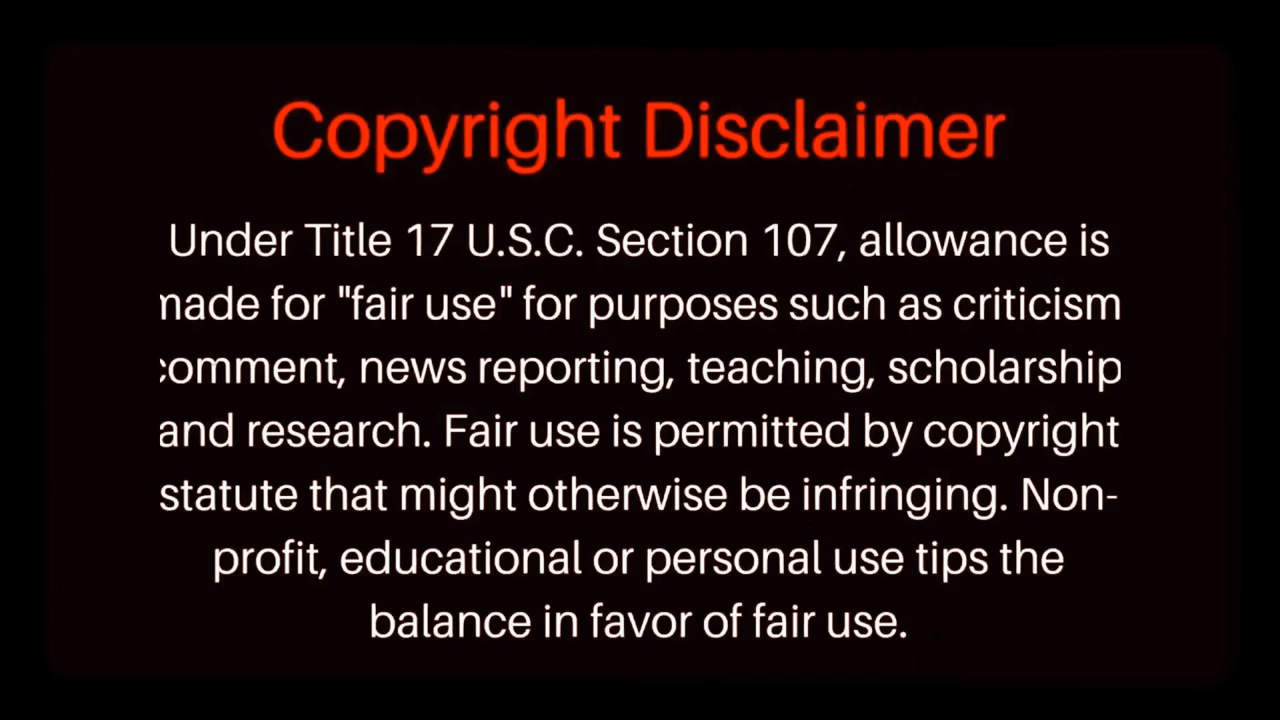 Copyright Disclaimer
Under Title 17 U.S.C. Section 107, allowance is
made for "fair use" for purposes such as criticism
comment, news reporting, teaching, scholarship
and research. Fair use is permitted by copyright
statute that might otherwise be infringing. Non-
profit, educational or personal use tips the
balance in favor of fair use.